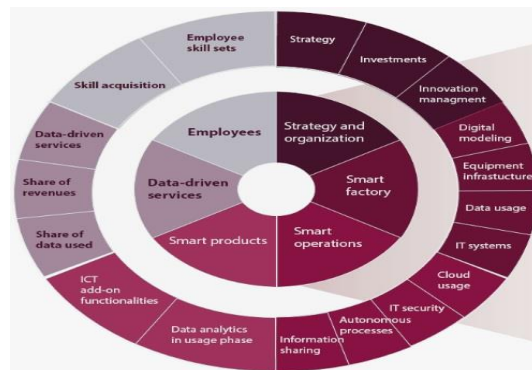 Employee
skill sets
Strategy
Investments
Innovation
managment
Digital
modeling
Equipment
infrastucture
Data usage
IT systems
Cloud
usage
IT security
Autonomous
processes
Information
sharing
Data analytics
in usage phase
ICT
add-on
functionalities
Share of
data used
Share of
revenues
Data-driven
services
Skill acquisition
Employees
Strategy and
organization
Smart
factory
Smart
operations
Smart products
Data-driven
services